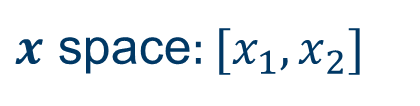 x space: [x₁, x₂]